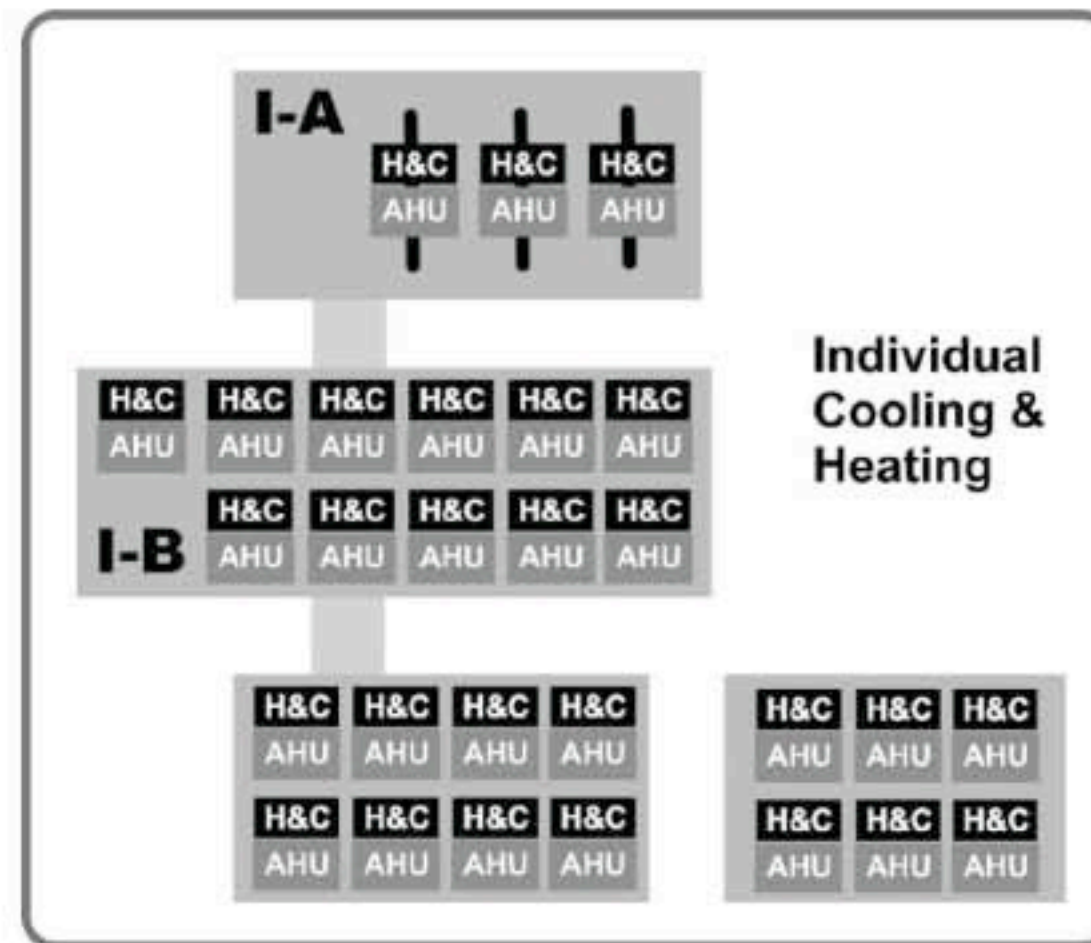 I-A
H&C H&C H&C
AHU AHU AHU
Individual
Cooling &
Heating
H&C H&C H&C H&C H&C H&C
AHU AHU AHU AHU AHU AHU
I-B
H&C H&C H&C H&C H&C
AHU AHU AHU AHU AHU
H&C H&C H&C H&C
AHU AHU AHU AHU
H&C H&C H&C H&C
AHU AHU AHU AHU
H&C H&C H&C
AHU AHU AHU
H&C H&C H&C
AHU AHU AHU